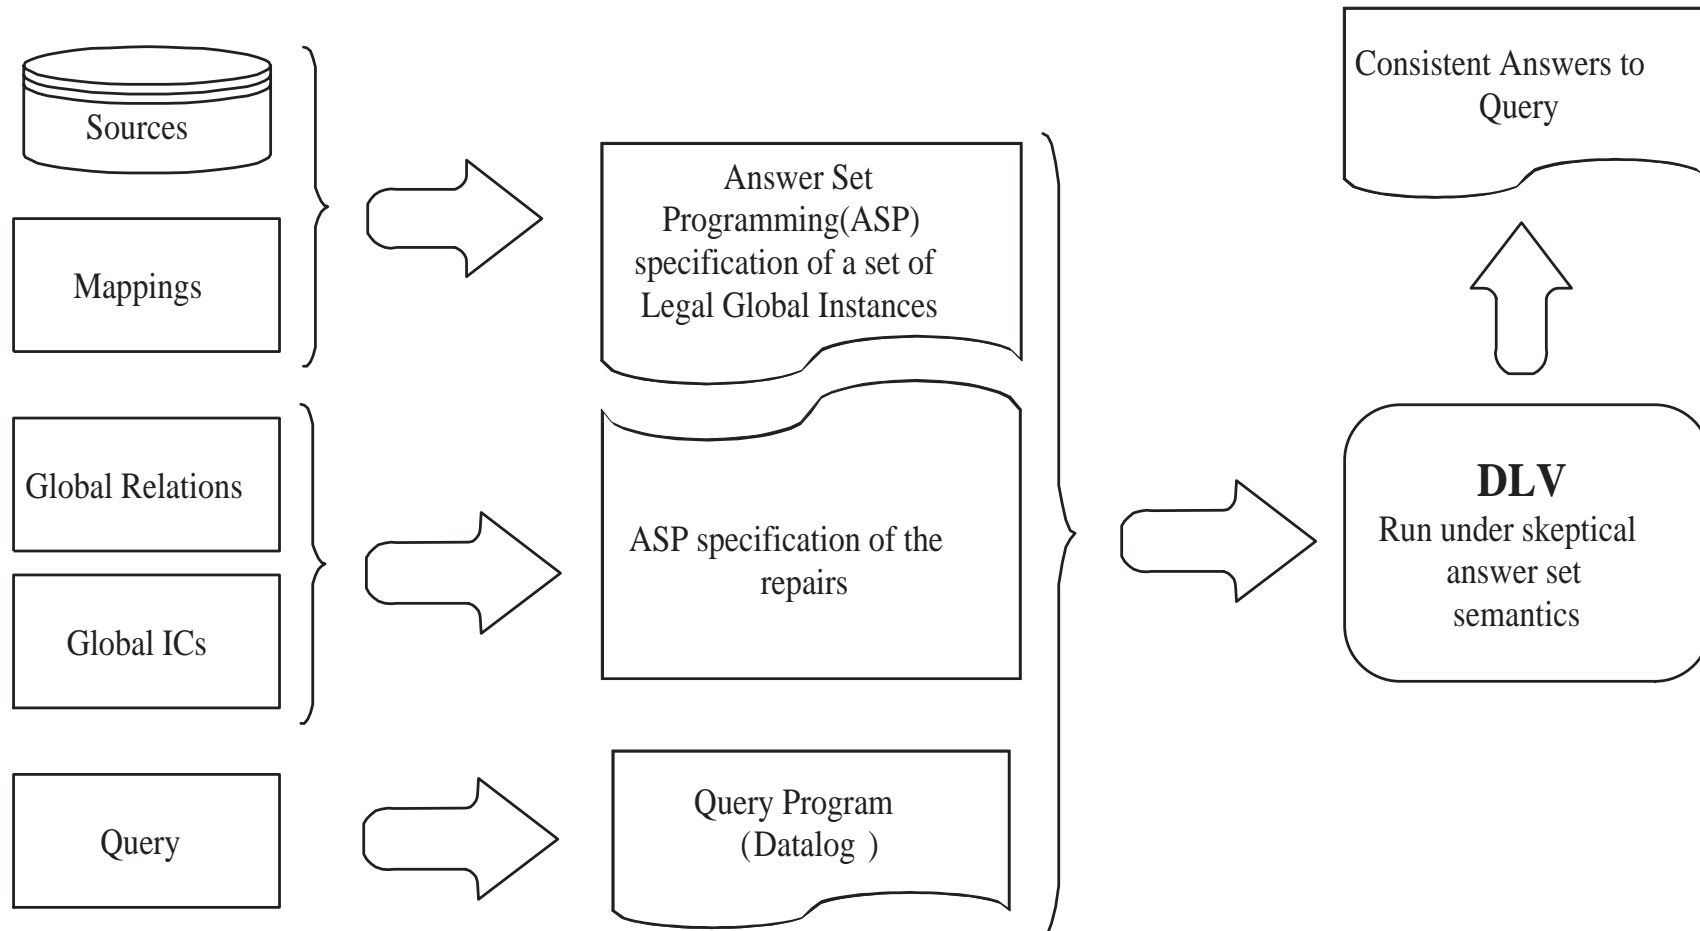 Sources
Mappings
Global Relations
Global ICs
Query
Answer Set
Programming(ASP)
specification of a set of
Legal Global Instances
ASP specification of the
repairs
Query Program
(Datalog )
DLV
Run under skeptical
answer set
semantics
Consistent Answers to
Query